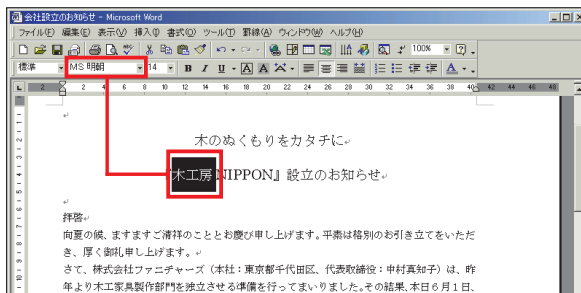 会社設立のお知らせ - Microsoft Word
ファイル(F) 編集(E) 表示(V) 挿入(I) 書式(O) ツール(T) 罫線(A) ウィンドウ(W) ヘルプ(H)
100%
標準 MS 明朝 14 B I U A A A
2 2 4 6 8 10 12 14 16 18 20 22 24 26 28 30 32 34 36 38 40 42 44 46 48
木のぬくもりをカタチに
『木工房 NIPPON』設立のお知らせ
拝啓
向夏の候、ますますご清祥のこととお慶び申し上げます。平素は格別のお引き立てをいただ
き、厚く御礼申し上げます。
さて、株式会社ファニチャーズ（本社：東京都千代田区、代表取締役：中村真知子）は、昨
年より木工家具製作部門を独立させる準備を行ってまいりました。その結果、本日６月１日、